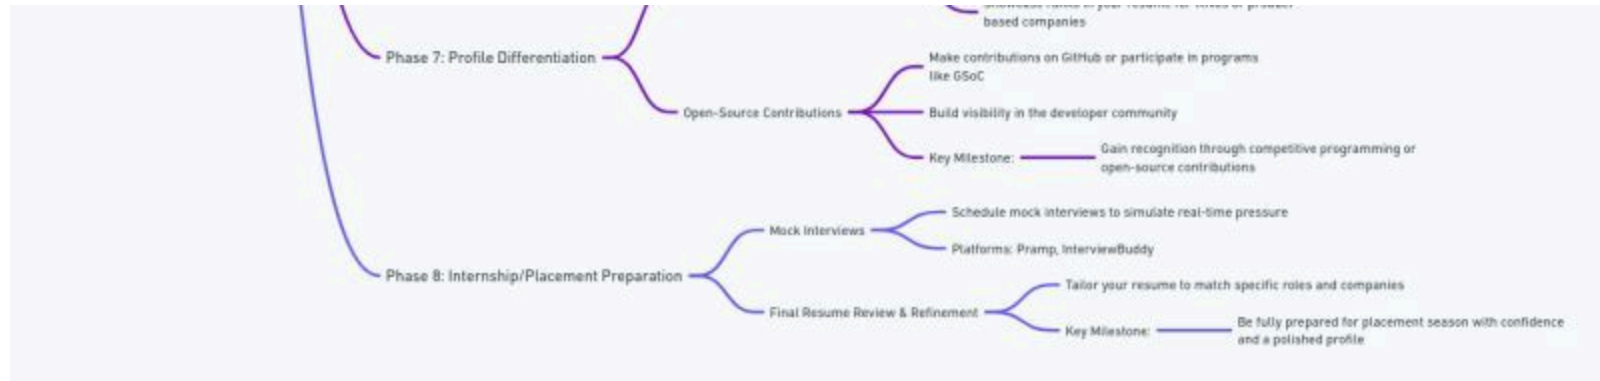 based companies
Phase 7: Profile Differentiation
Make contributions on GitHub or participate in programs
like GSoC
Open-Source Contributions
Build visibility in the developer community
Key Milestone:
Gain recognition through competitive programming or
open-source contributions
Schedule mock interviews to simulate real-time pressure
Mock Interviews
Platforms: Pramp, InterviewBuddy
Phase 8: Internship/Placement Preparation
Tailor your resume to match specific roles and companies
Final Resume Review & Refinement
Key Milestone:
Be fully prepared for placement season with confidence
and a polished profile